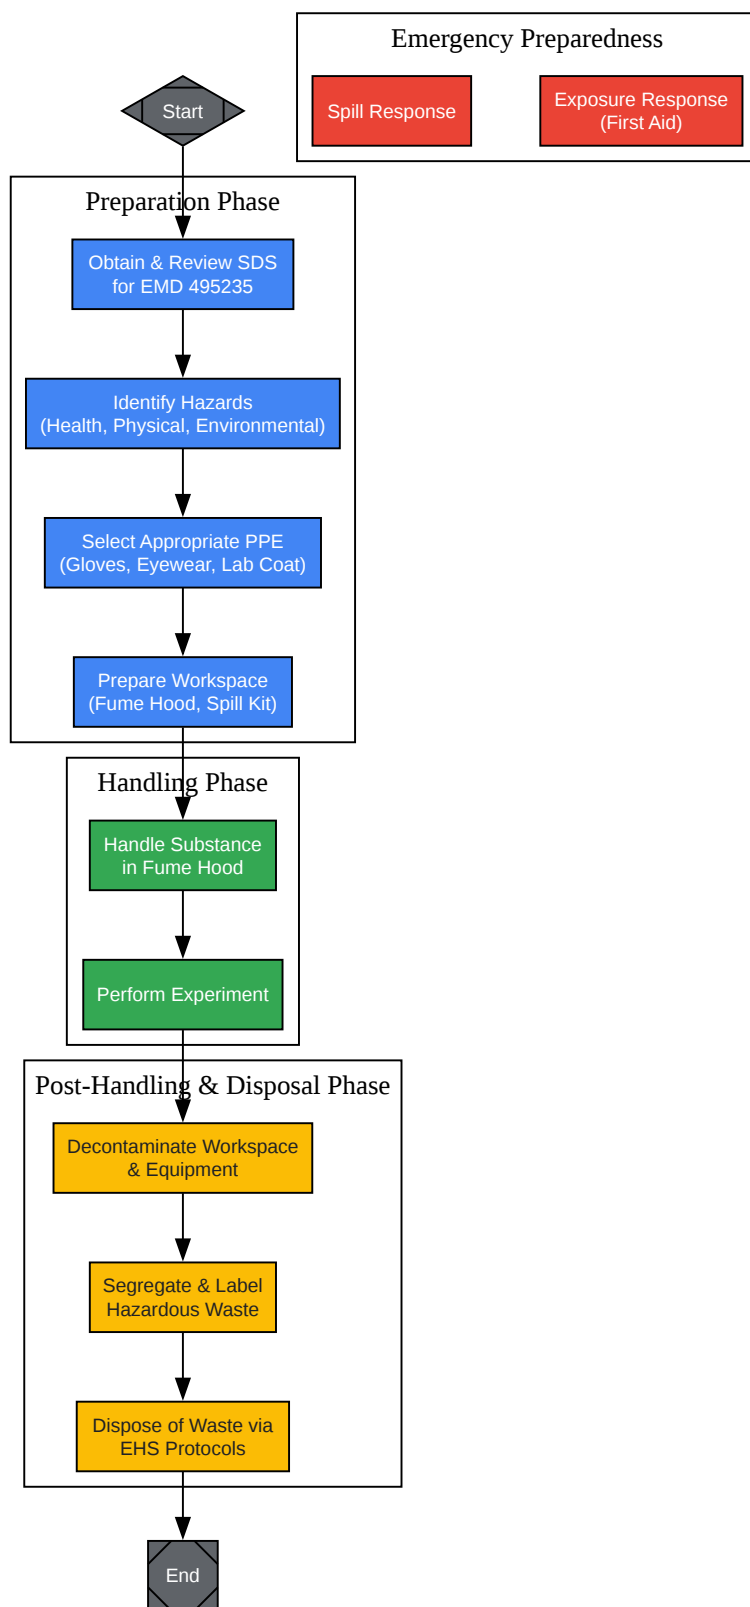 Emergency Preparedness
Start
Spill Response
Exposure Response
(First Aid)
Preparation Phase
Obtain & Review SDS
for EMD 495235
Identify Hazards
(Health, Physical, Environmental)
Select Appropriate PPE
(Gloves, Eyewear, Lab Coat)
Prepare Workspace
(Fume Hood, Spill Kit)
Handling Phase
Handle Substance
in Fume Hood
Perform Experiment
Post-Handling & Disposal Phase
Decontaminate Workspace
& Equipment
Segregate & Label
Hazardous Waste
Dispose of Waste via
EHS Protocols
End